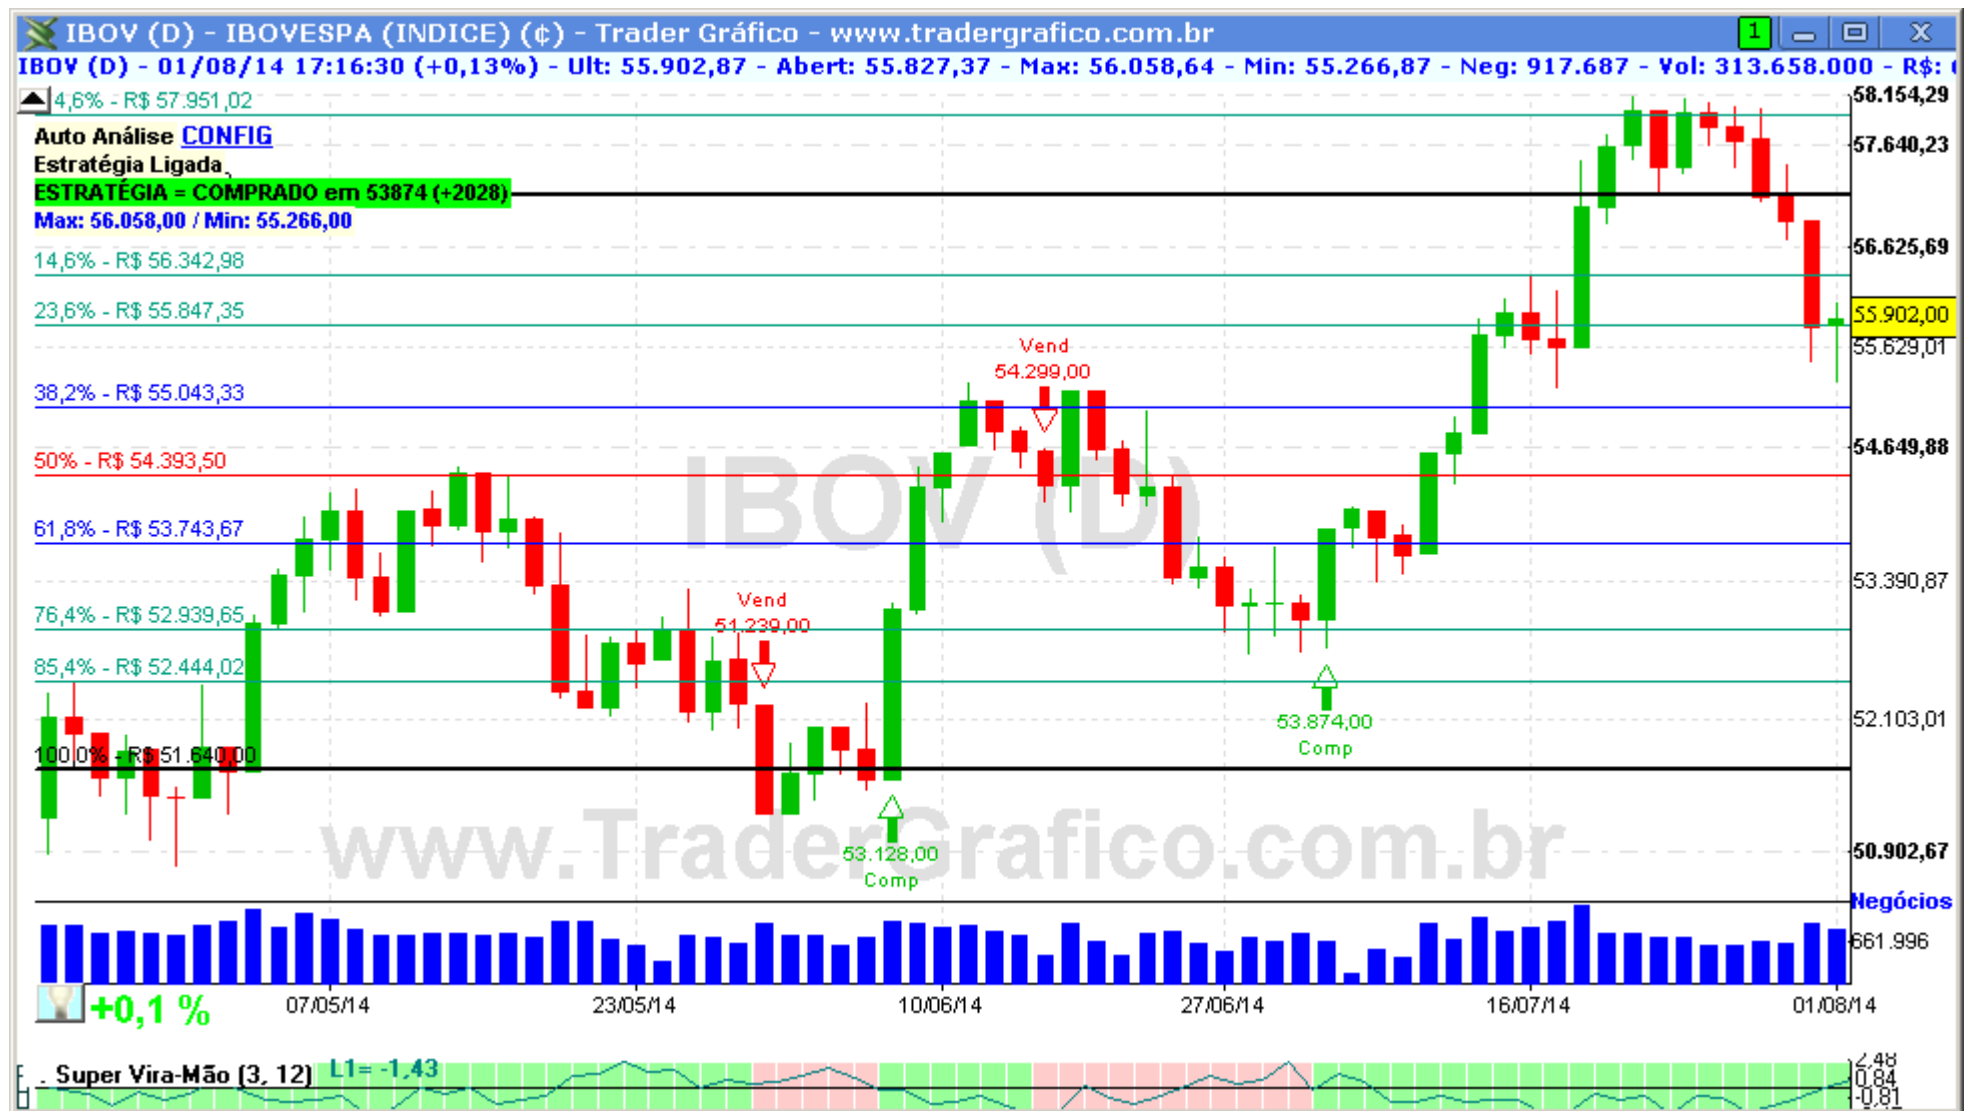 IBOV (D) - IBOVESPA (INDICE) (¢) - Trader Gráfico - www.tradergrafico.com.br
1
IBOV (D) - 01/08/14 17:16:30 (+0,13%) - Ult: 55.902,87 - Abert: 55.827,37 - Max: 56.058,64 - Min: 55.266,87 - Neg: 917.687 - Vol: 313.658.000 - R$:
4,6% - R$ 57.951,02
58.154,29
Auto Análise CONFIG
57.640,23
Estratégia Ligada
ESTRATÉGIA = COMPRADO em 53874 (+2028)
Max: 56.058,00 / Min: 55.266,00
56.625,69
14,6% - R$ 56.342,98
23,6% - R$ 55.847,35
55.902,00
55.629,01
Vend
54.299,00
38,2% - R$ 55.043,33
54.649,88
50% - R$ 54.393,50
IBOV (D)
61,8% - R$ 53.743,67
53.390,87
76,4% - R$ 52.939,65
Vend
51.239,00
85,4% - R$ 52.444,02
52.103,01
53.874,00
Comp
100,0% - R$ 51.640,00
www.TraderGrafico.com.br
50.902,67
53.128,00
Comp
Negócios
661.996
+0,1 %
07/05/14
23/05/14
10/06/14
27/06/14
16/07/14
01/08/14
Super Vira-Mão (3, 12)
L1= -1,43
2,48
0,84
-0,81